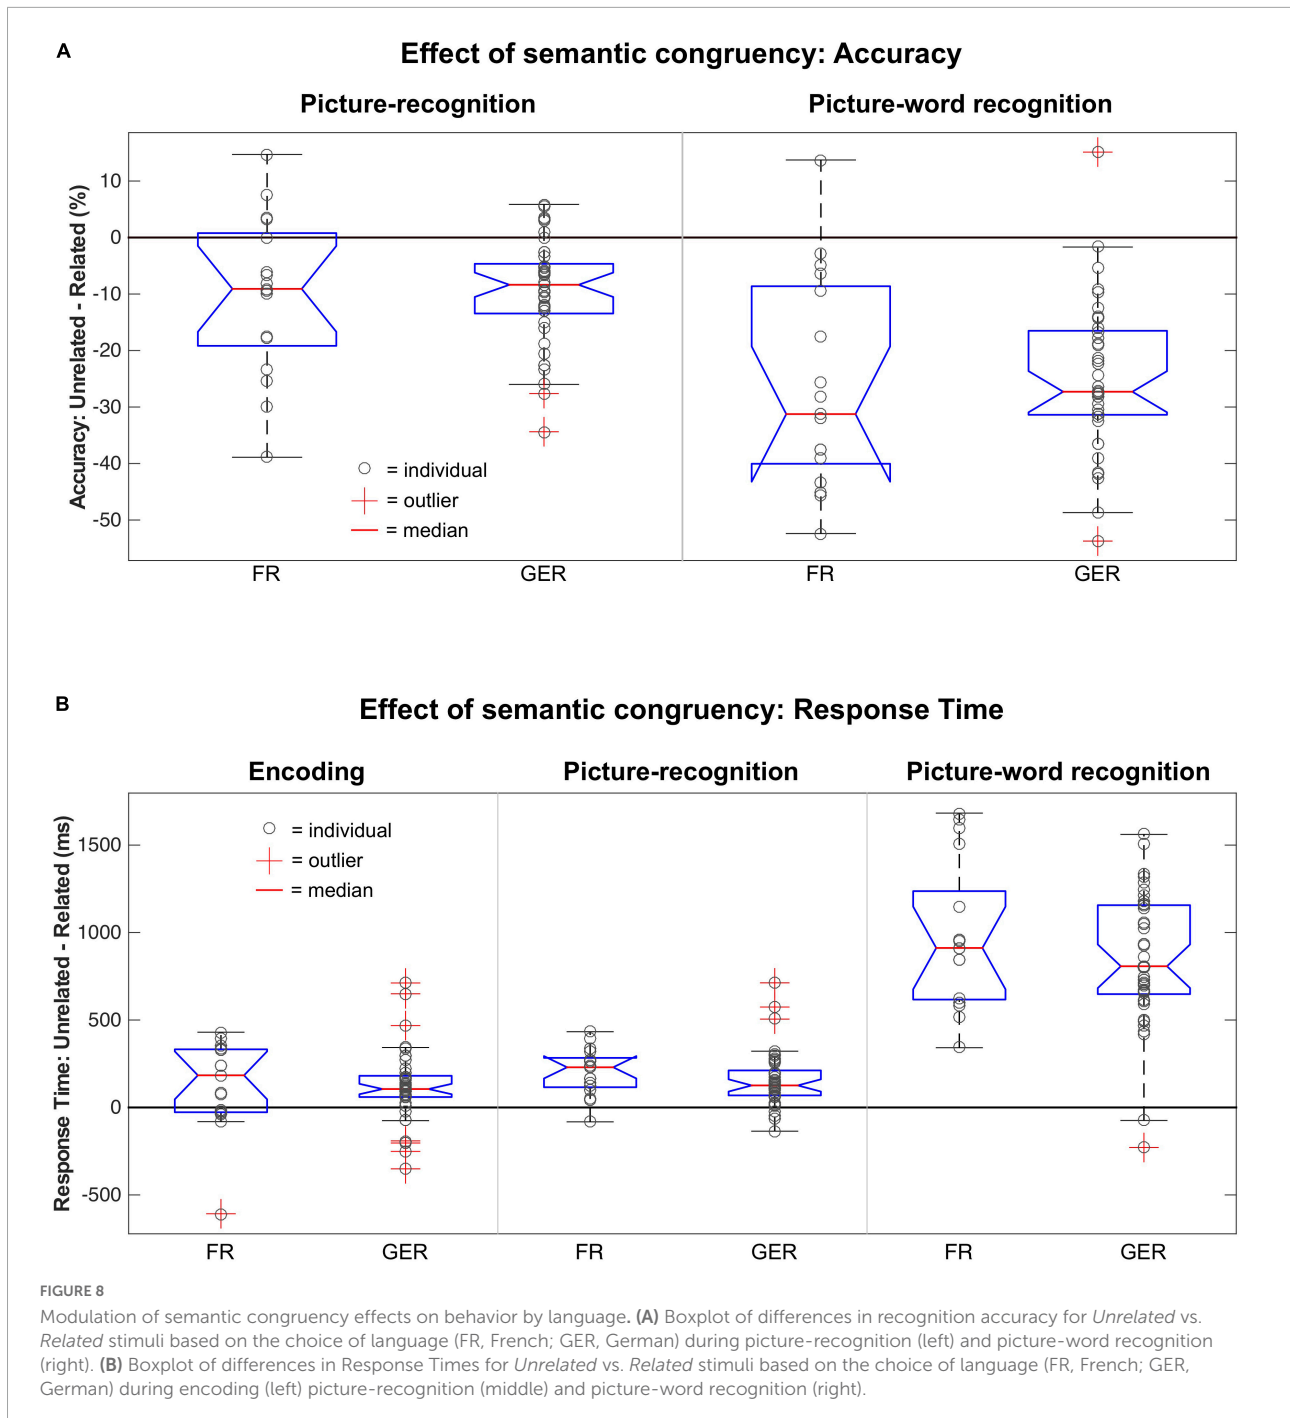 A
Effect of semantic congruency: Accuracy
Picture-recognition
Picture-word recognition
Accuracy: Unrelated - Related (%)
10
0
-10
-20
-30
-40
-50
= individual
= outlier
= median
FR
GER
FR
GER
B
Effect of semantic congruency: Response Time
Encoding
Picture-recognition
Picture-word recognition
Response Time: Unrelated - Related (ms)
1500
1000
500
0
-500
= individual
= outlier
= median
FR
GER
FR
GER
FR
GER
FIGURE 8
Modulation of semantic congruency effects on behavior by language. (A) Boxplot of differences in recognition accuracy for Unrelated vs.
Related stimuli based on the choice of language (FR, French; GER, German) during picture-recognition (left) and picture-word recognition
(right). (B) Boxplot of differences in Response Times for Unrelated vs. Related stimuli based on the choice of language (FR, French; GER,
German) during encoding (left) picture-recognition (middle) and picture-word recognition (right).